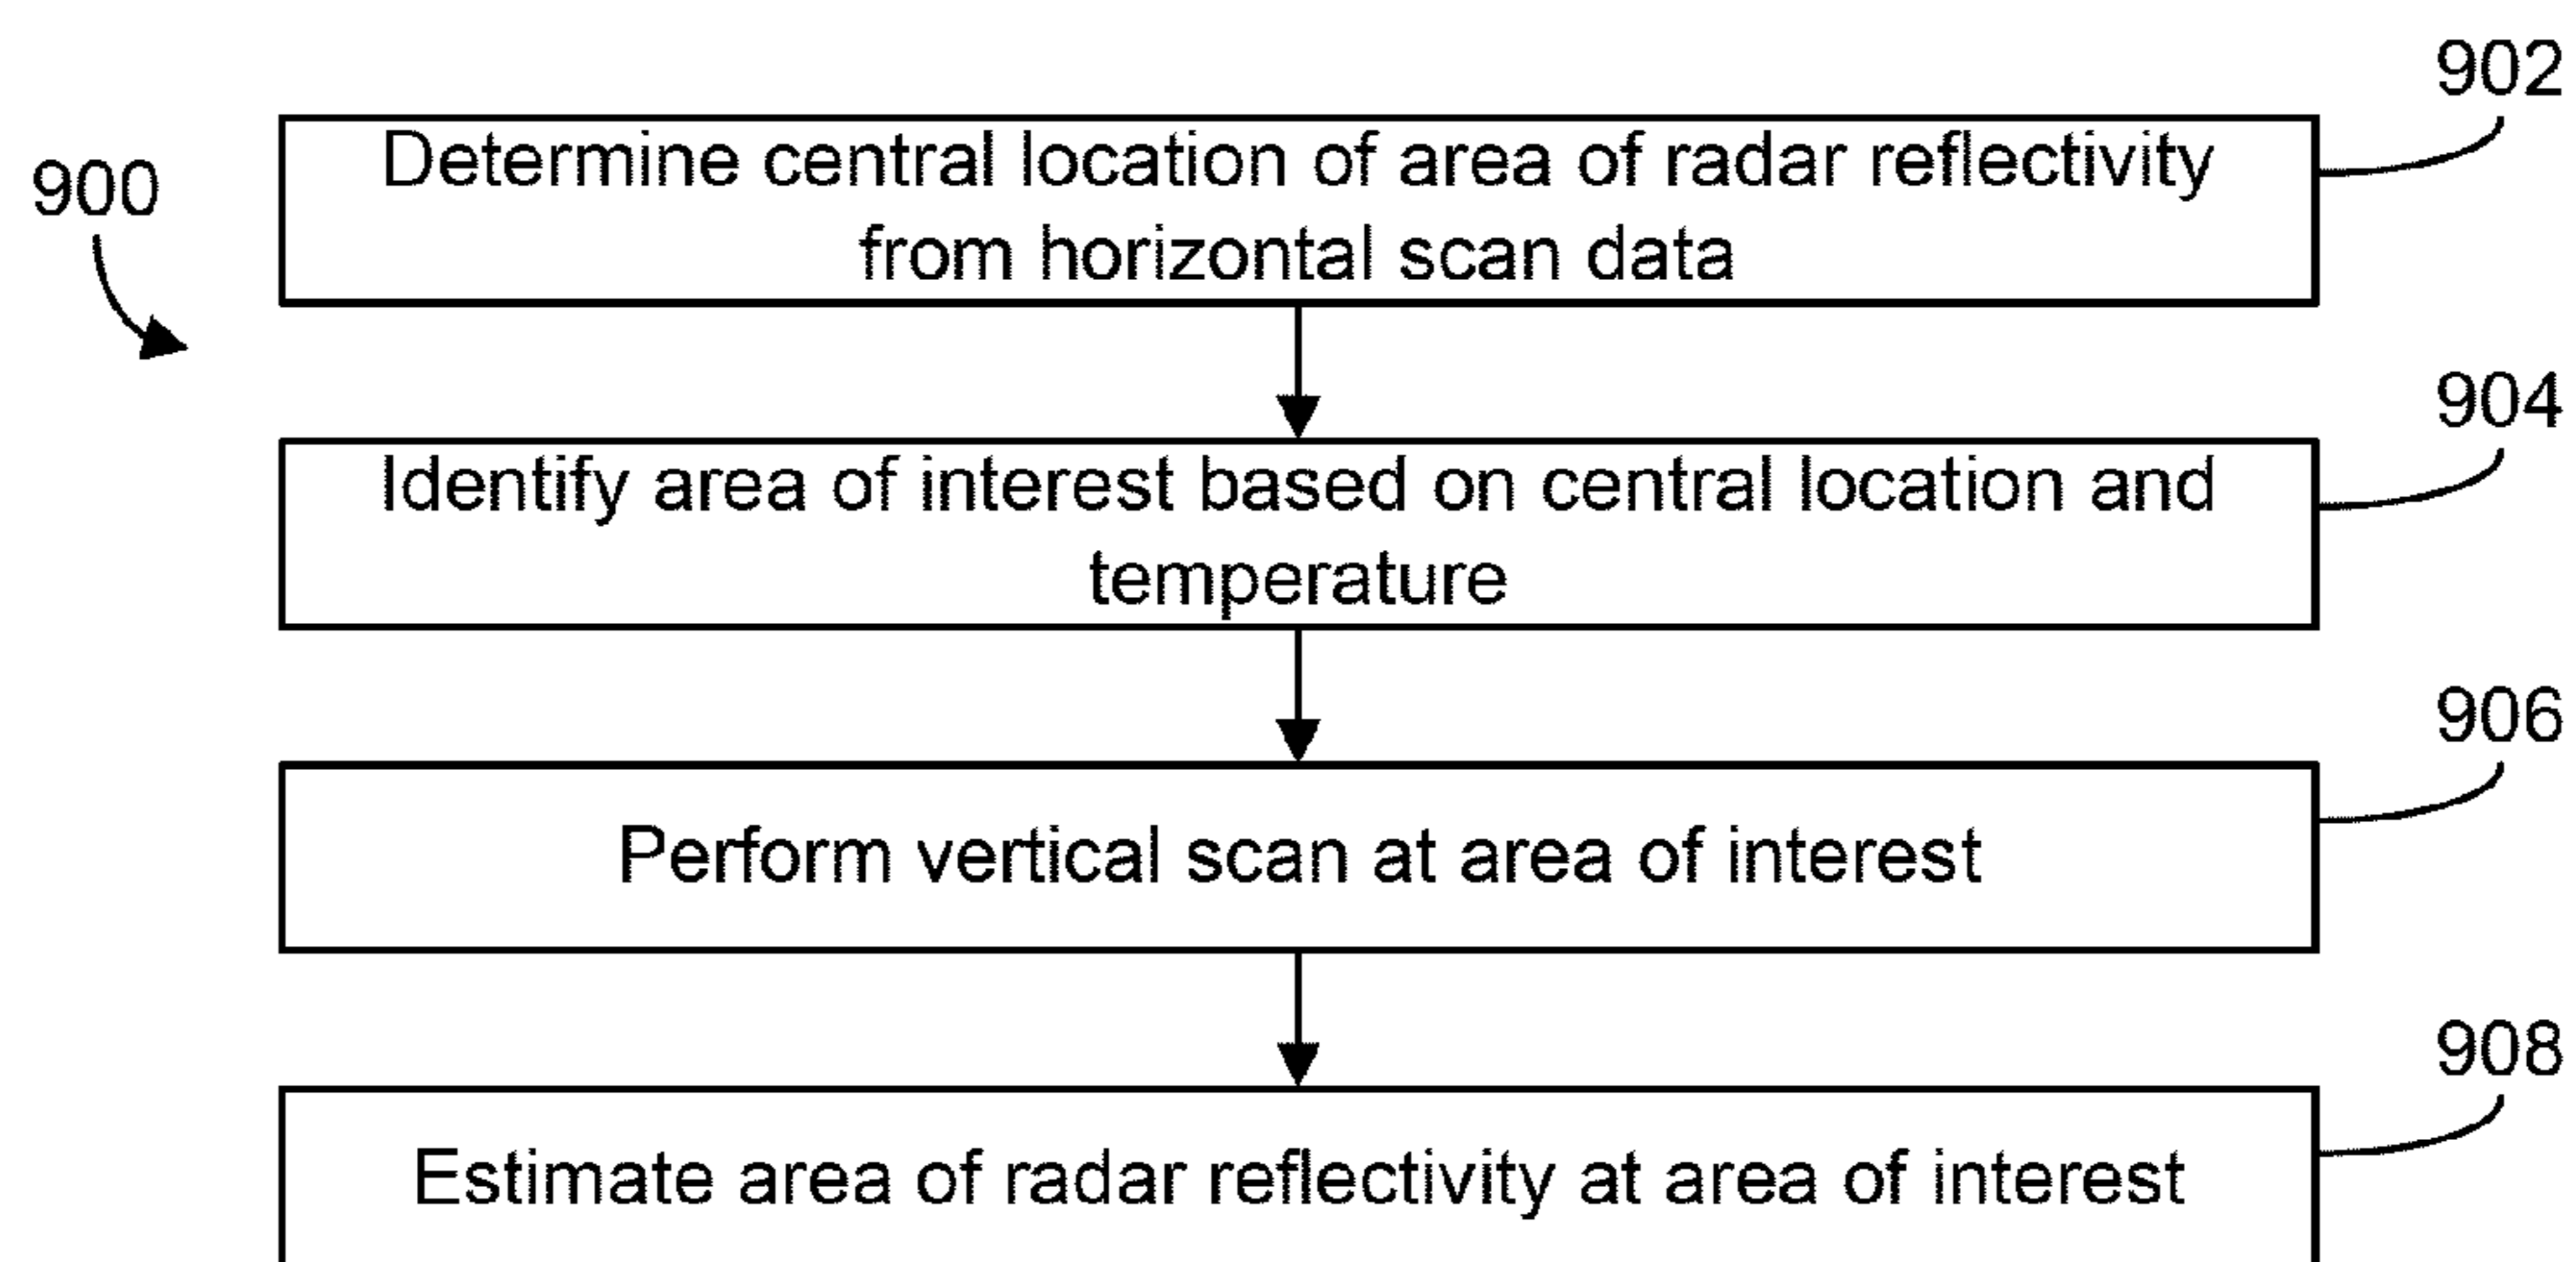 902
900
Determine central location of area of radar reflectivity
from horizontal scan data
904
Identify area of interest based on central location and
temperature
906
Perform vertical scan at area of interest
908
Estimate area of radar reflectivity at area of interest